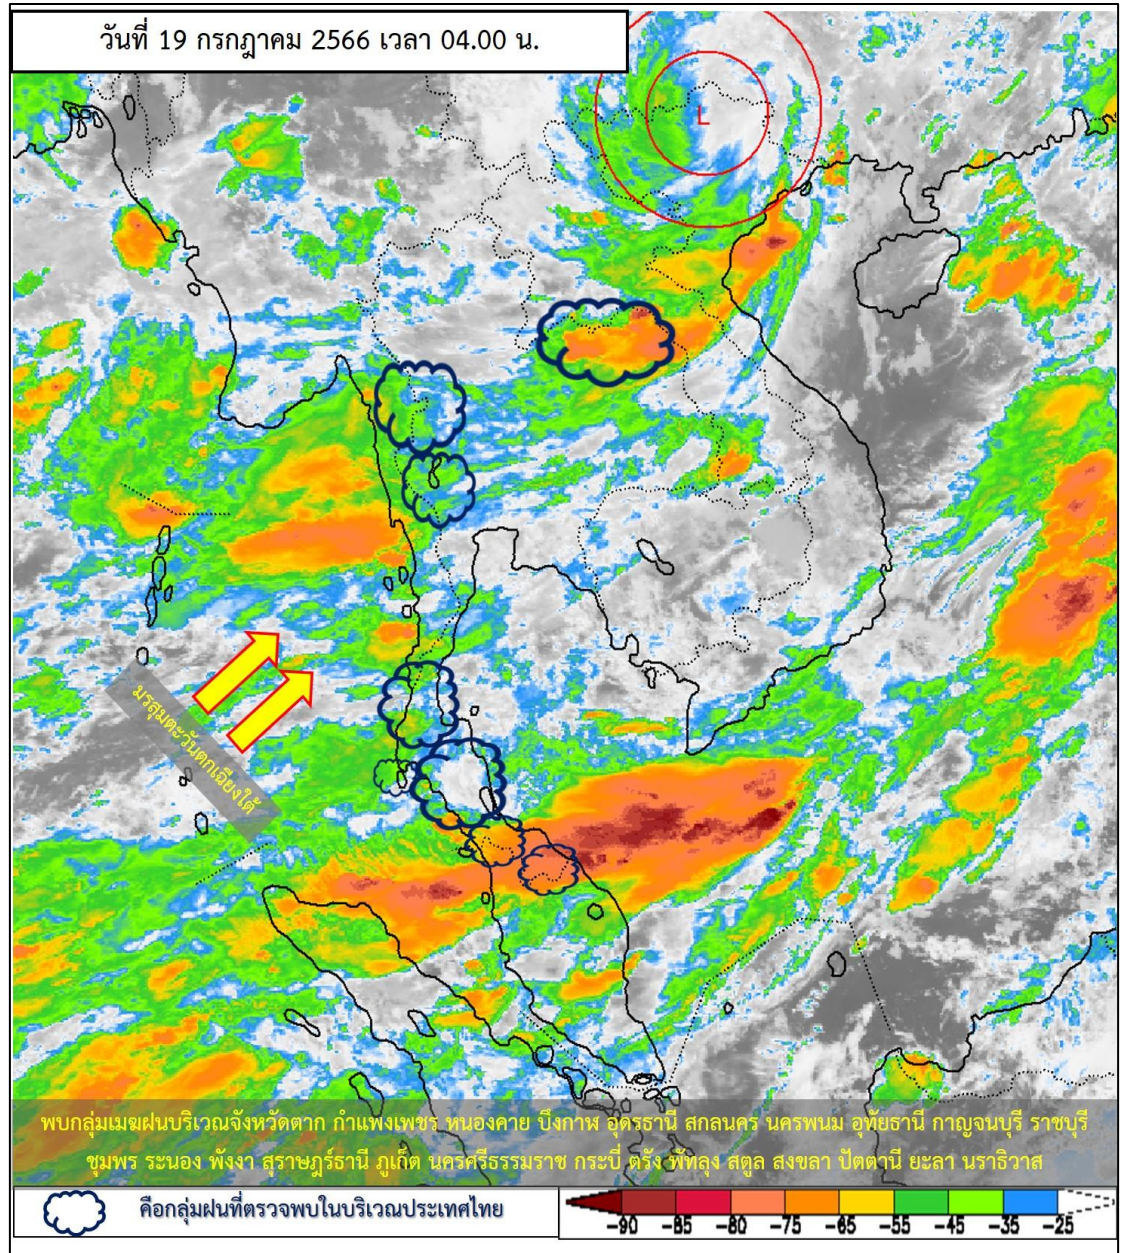 วันที่ 19 กรกฎาคม 2566 เวลา 04.00 น.
L
มรสุมตะวันตกเฉียงใต้
พบกลุ่มเมฆฝนบริเวณจังหวัดตาก กำแพงเพชร หนองคาย บึงกาฬ อุดรธานี สกลนคร นครพนม อุทัยธานี กาญจนบุรี ราชบุรี
ชุมพร ระนอง พังงา สุราษฎร์ธานี ภูเก็ต นครศรีธรรมราช กระบี่ ตรัง พัทลุง สตูล สงขลา ปัตตานี ยะลา นราธิวาส
คือกลุ่มฝนที่ตรวจพบในบริเวณประเทศไทย
-90 -85 -80 -75 -65 -55 -45 -35 -25